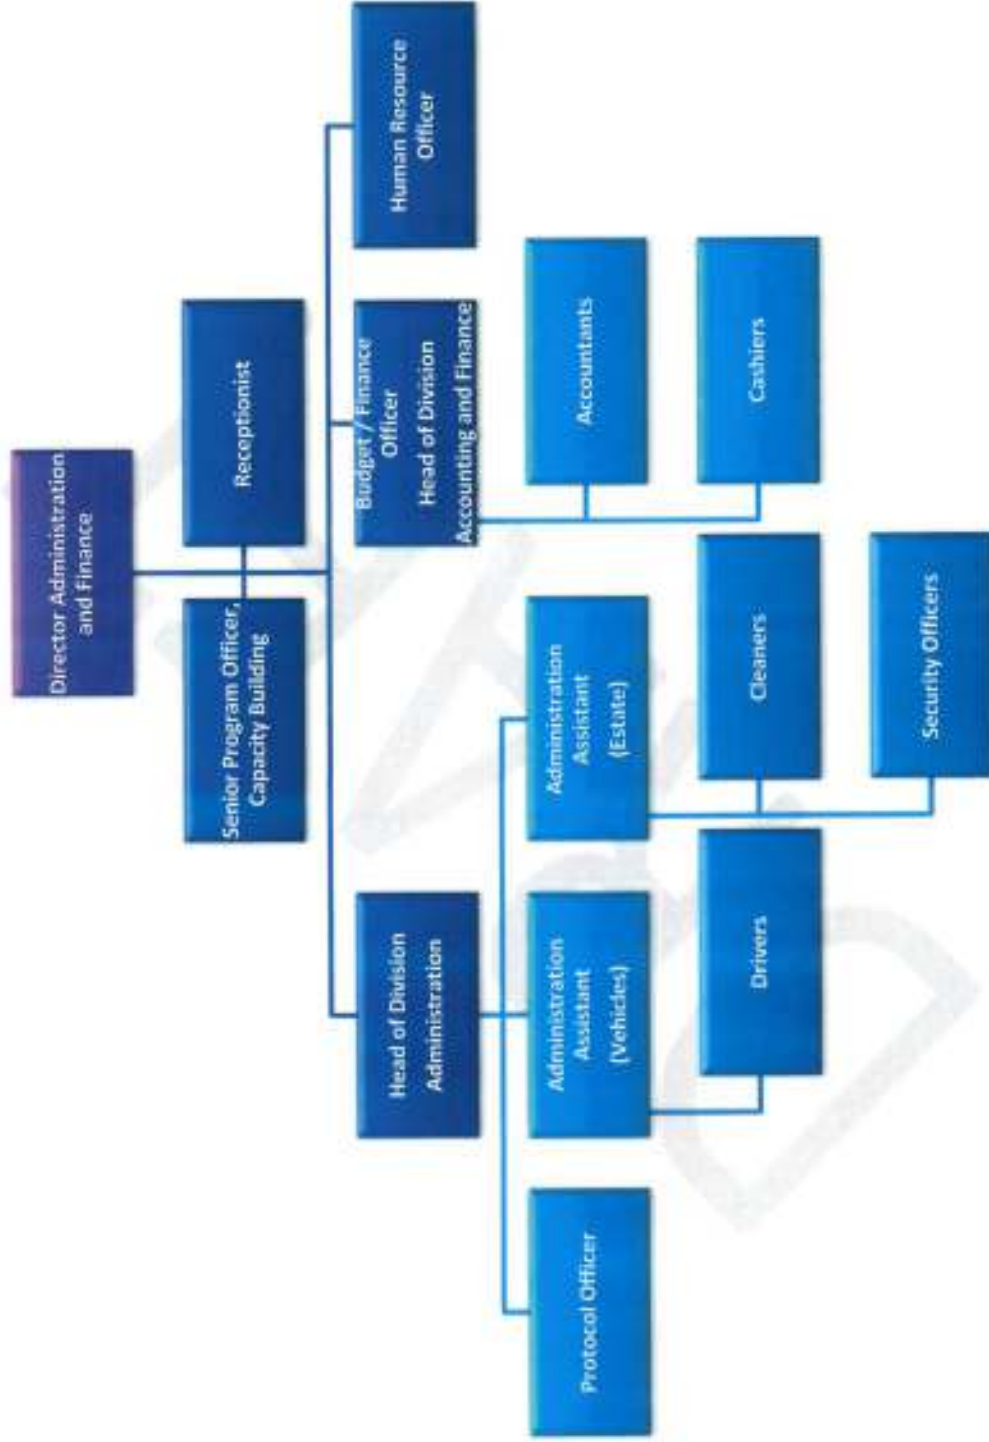 Director Administration
and Finance
Senior Program Officer,
Capacity Building
Receptionist
Head of Division
Administration
Budget / Finance
Officer
Head of Division
Accounting and Finance
Human Resource
Officer
Protocol Officer
Administration
Assistant
(Vehicles)
Administration
Assistant
(Estate)
Accountants
Drivers
Cleaners
Cashiers
Security Officers